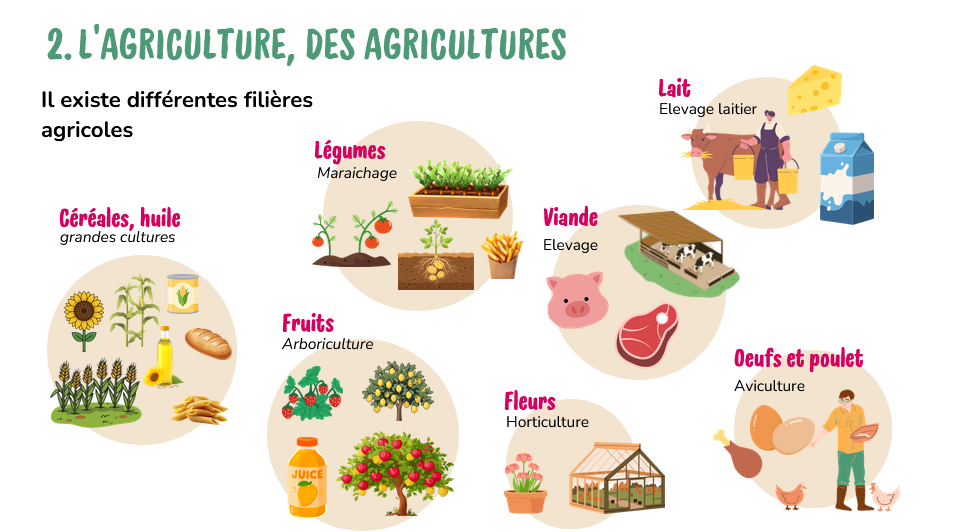 2. L'AGRICULTURE, DES AGRICULTURES
Il existe différentes filières
agricoles
Lait
Elevage laitier
Légumes
Maraichage
Céréales, huile
grandes cultures
Viande
Elevage
Fruits
Arboriculture
JUICE
Fleurs
Horticulture
Oeufs et poulet
Aviculture